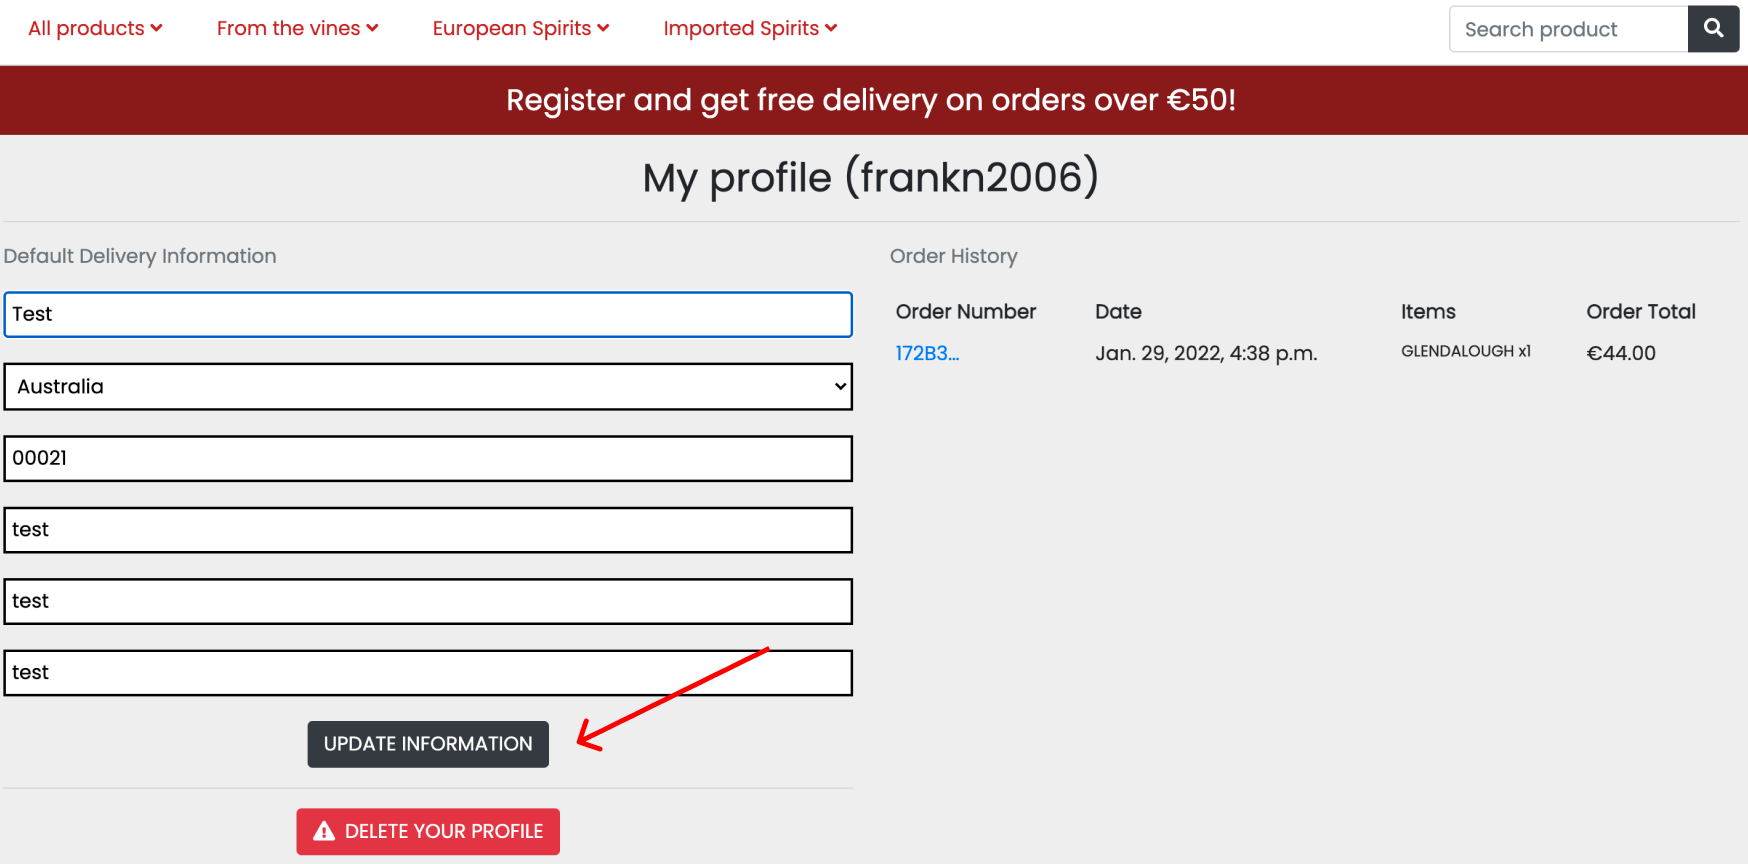 All products From the vines European Spirits Imported Spirits Search product
Register and get free delivery on orders over €50!
My profile (frankn2006)
Default Delivery Information
Test
Australia
00021
test
test
test
UPDATE INFORMATION
DELETE YOUR PROFILE
Order History
Order Number Date Items Order Total
172B3... Jan. 29, 2022, 4:38 p.m. GLENDALOUGH x1 €44.00